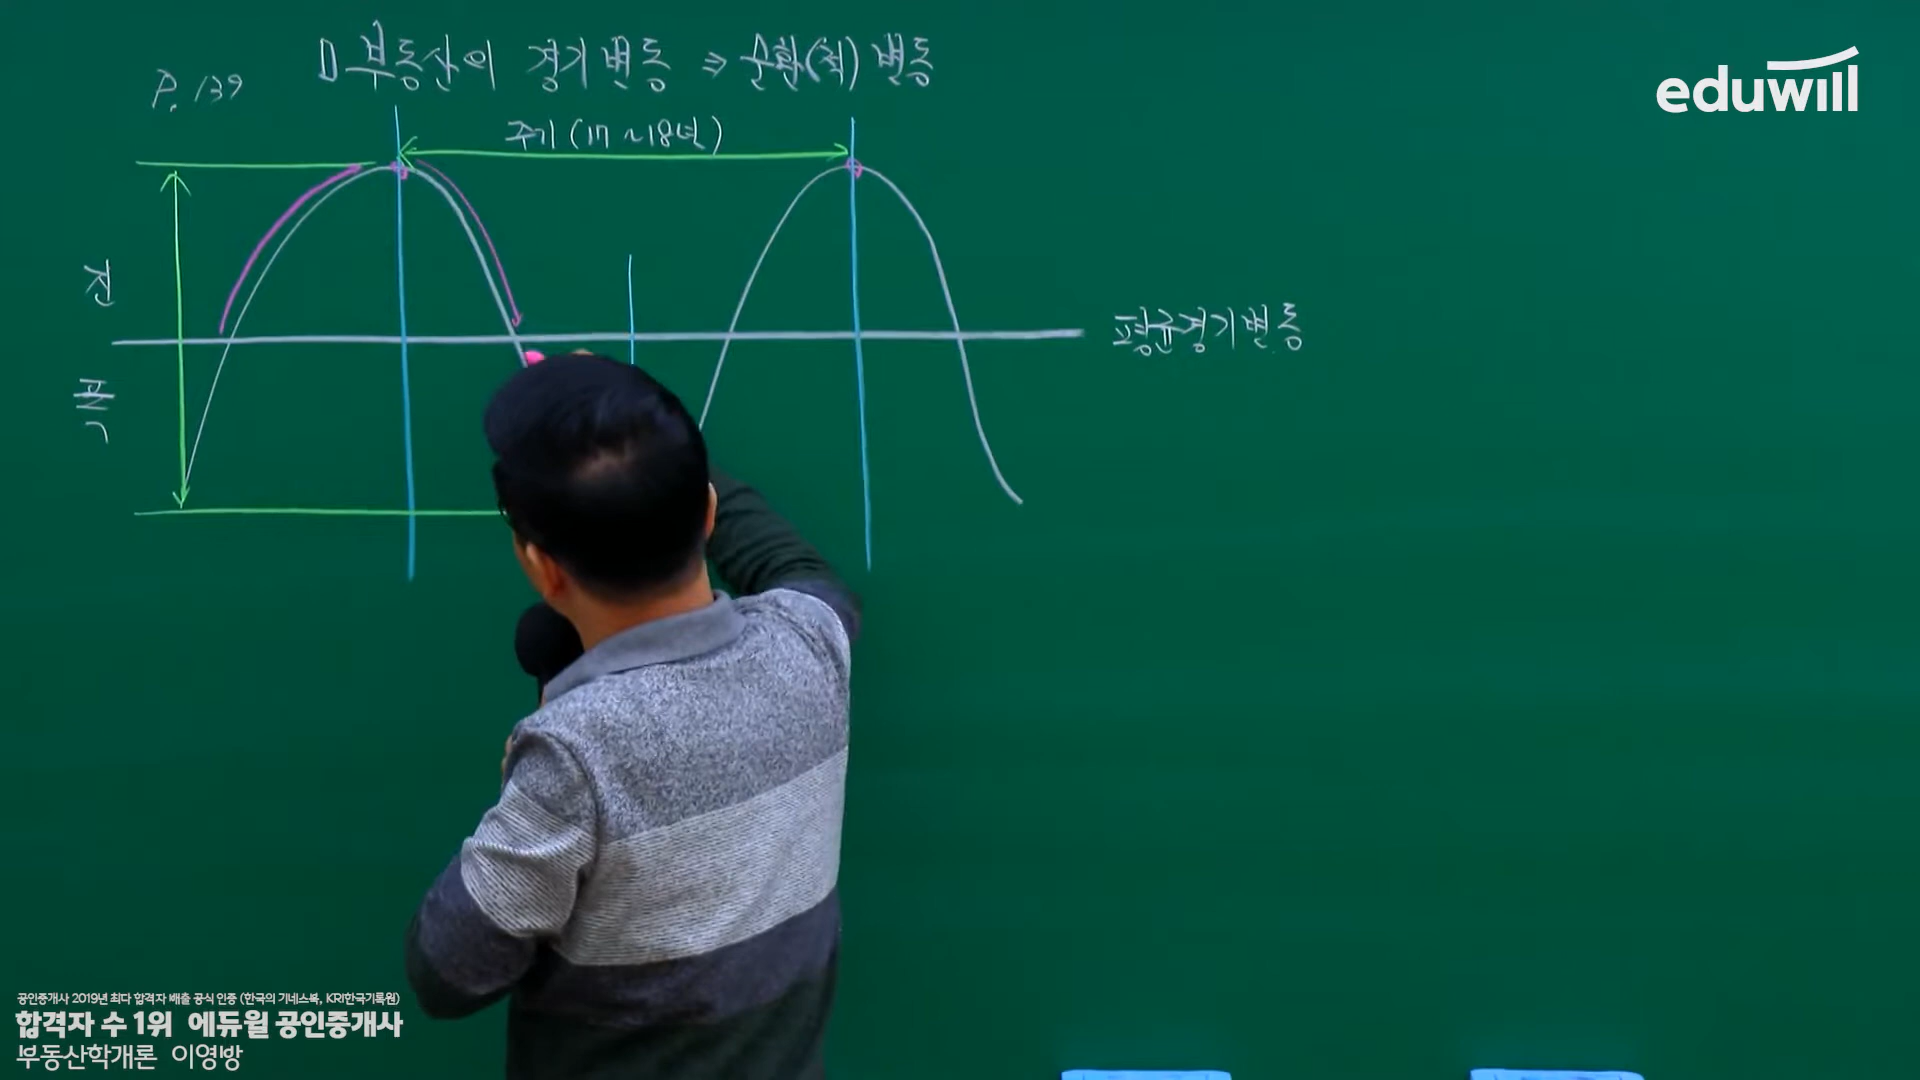 P. 139
1) 부동산의 경기변동 ⇒ 순환(적) 변동
eduwill
주기 (17 ~18년)
진
폭
평균경기변동
공인중개사 2019년 최다 합격자 배출 공식 인증 (한국의 기네스북, KRI한국기록원)
합격자 수 1위 에듀윌 공인중개사
부동산학개론 이영방